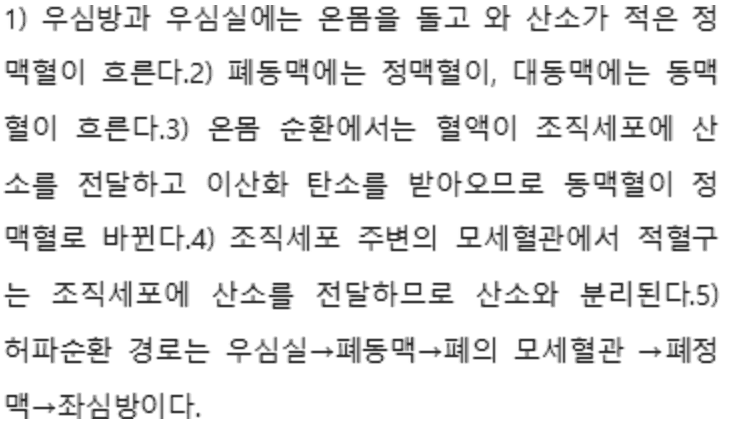 1) 우심방과 우심실에는 온몸을 돌고 와 산소가 적은 정
맥혈이 흐른다.2) 폐동맥에는 정맥혈이, 대동맥에는 동맥
혈이 흐른다.3) 온몸 순환에서는 혈액이 조직세포에 산
소를 전달하고 이산화 탄소를 받아오므로 동맥혈이 정
맥혈로 바뀐다.4) 조직세포 주변의 모세혈관에서 적혈구
는 조직세포에 산소를 전달하므로 산소와 분리된다.5)
허파순환 경로는 우심실→폐동맥→폐의 모세혈관 →폐정
맥→좌심방이다.